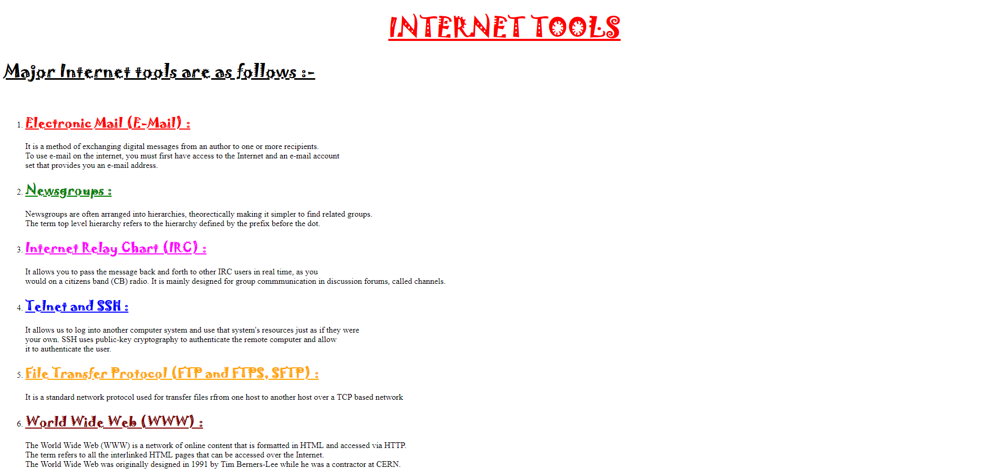 INTERNET TOOLS
Major Internet tools are as follows :-
1. Electronic Mail (E-Mail) :
It is a method of exchanging digital messages from an author to one or more recipients.
To use e-mail on the internet, you must first have access to the Internet and an e-mail account
set that provides you an e-mail address.
2. Newsgroups :
Newsgroups are often arranged into hierarchies, theorectically making it simpler to find related groups.
The term top level hierarchy refers to the hierarchy defined by the prefix before the dot.
3. Internet Relay Chart (IRC) :
It allows you to pass the message back and forth to other IRC users in real time, as you
would on a citizens band (CB) radio. It is mainly designed for group commmunication in discussion forums, called channels.
4. Telnet and SSH :
It allows us to log into another computer system and use that system's resources just as if they were
your own. SSH uses public-key cryptography to authenticate the remote computer and allow
it to authenticate the user.
5. File Transfer Protocol (FTP and FTPS, SFTP) :
It is a standard network protocol used for transfer files rfrom one host to another host over a TCP based network
6. World Wide Web (WWW) :
The World Wide Web (WWW) is a network of online content that is formatted in HTML and accessed via HTTP.
The term refers to all the interlinked HTML pages that can be accessed over the Internet.
The World Wide Web was originally designed in 1991 by Tim Berners-Lee while he was a contractor at CERN.